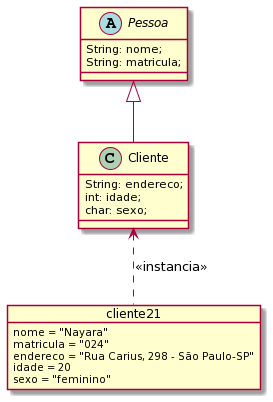 A Pessoa
String: nome;
String: matricula;
C Cliente
String: endereco;
int: idade;
char: sexo;
«instancia»
cliente21
nome = "Nayara"
matricula = "024"
endereco = "Rua Carius, 298 - São Paulo-SP"
idade = 20
sexo = "feminino"